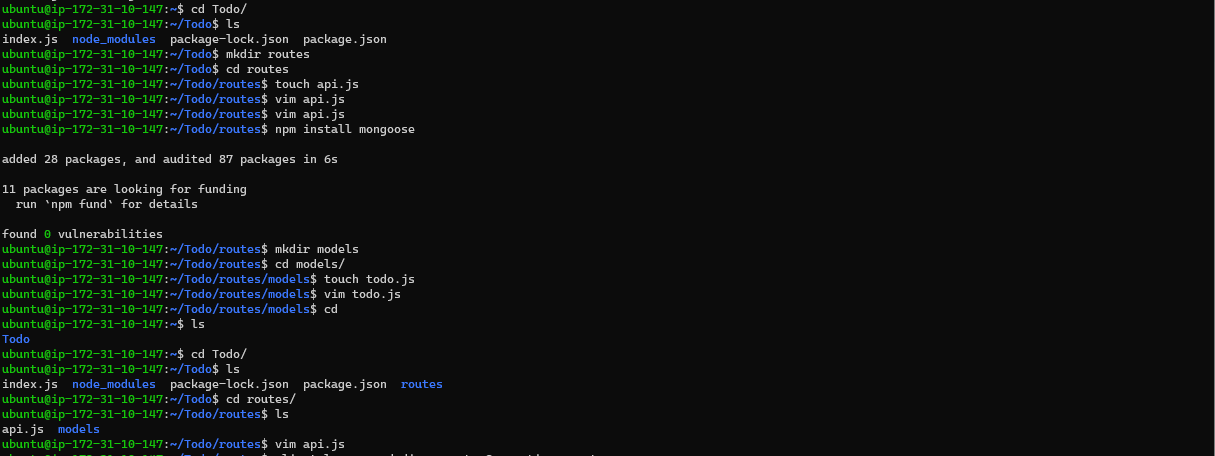 ubuntu@ip-172-31-10-147:~$ cd Todo/
ubuntu@ip-172-31-10-147:~/Todo$ ls
index.js  node_modules  package-lock.json  package.json
ubuntu@ip-172-31-10-147:~/Todo$ mkdir routes
ubuntu@ip-172-31-10-147:~/Todo$ cd routes
ubuntu@ip-172-31-10-147:~/Todo/routes$ touch api.js
ubuntu@ip-172-31-10-147:~/Todo/routes$ vim api.js
ubuntu@ip-172-31-10-147:~/Todo/routes$ vim api.js
ubuntu@ip-172-31-10-147:~/Todo/routes$ npm install mongoose
added 28 packages, and audited 87 packages in 6s
11 packages are looking for funding
  run `npm fund` for details
found 0 vulnerabilities
ubuntu@ip-172-31-10-147:~/Todo/routes$ mkdir models
ubuntu@ip-172-31-10-147:~/Todo/routes$ cd models/
ubuntu@ip-172-31-10-147:~/Todo/routes/models$ touch todo.js
ubuntu@ip-172-31-10-147:~/Todo/routes/models$ vim todo.js
ubuntu@ip-172-31-10-147:~/Todo/routes/models$ cd
ubuntu@ip-172-31-10-147:~$ ls
Todo
ubuntu@ip-172-31-10-147:~$ cd Todo/
ubuntu@ip-172-31-10-147:~/Todo$ ls
index.js  node_modules  package-lock.json  package.json  routes
ubuntu@ip-172-31-10-147:~/Todo$ cd routes/
ubuntu@ip-172-31-10-147:~/Todo/routes$ ls
api.js  models
ubuntu@ip-172-31-10-147:~/Todo/routes$ vim api.js